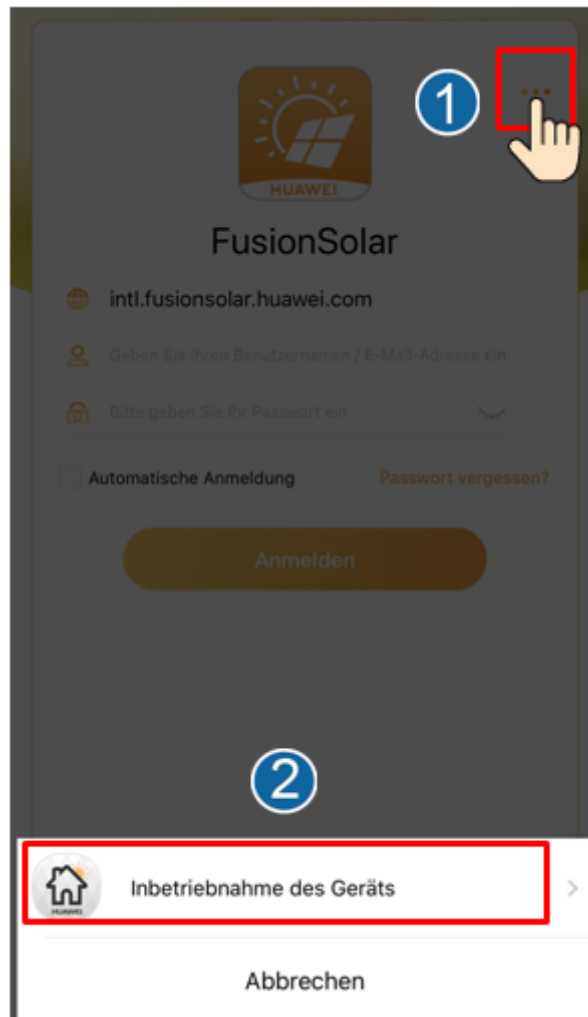 1
HUAWEI
FusionSolar
intl.fusionsolar.huawei.com
Geben Sie Ihren Benutzernamen / E-Mail-Adresse ein
Bitte geben Sie Ihr Passwort ein
Automatische Anmeldung Passwort vergessen?
Anmelden
2
Inbetriebnahme des Geräts
HUAWEI
Abbrechen